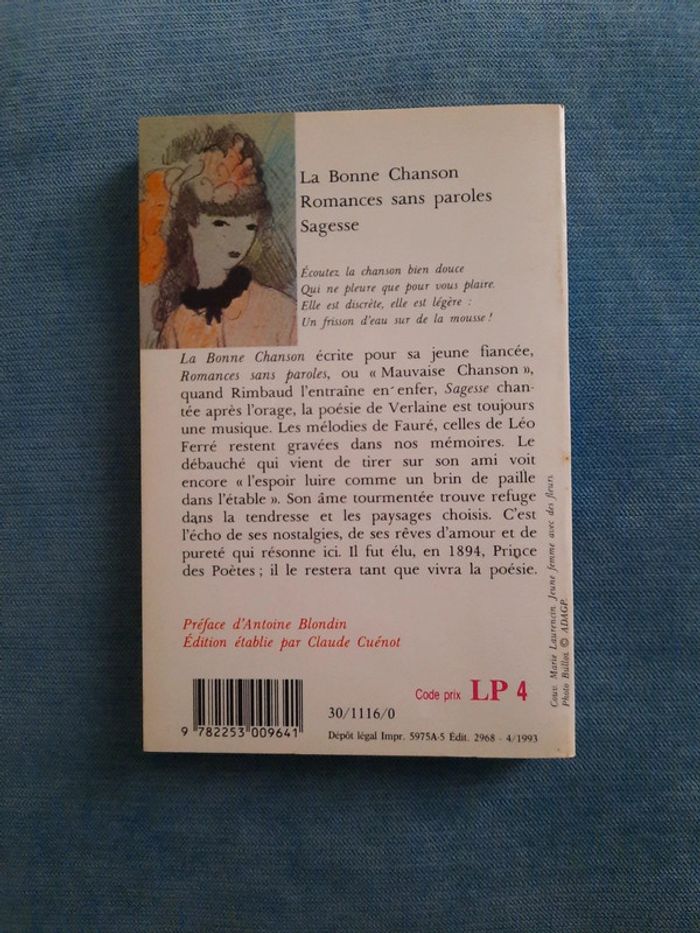 La Bonne Chanson
Romances sans paroles
Sagesse
Écoutez la chanson bien douce
Qui ne pleure que pour vous plaire.
Elle est discrète, elle est légère :
Un frisson d'eau sur de la mousse !
La Bonne Chanson écrite pour sa jeune fiancée,
Romances sans paroles, ou « Mauvaise Chanson »,
quand Rimbaud l'entraîne en enfer, Sagesse chan-
tée après l'orage, la poésie de Verlaine est toujours
une musique. Les mélodies de Fauré, celles de Léo
Ferré restent gravées dans nos mémoires. Le
débauché qui vient de tirer sur son ami voit
encore « l'espoir luire comme un brin de paille
dans l'étable ». Son âme tourmentée trouve refuge
dans la tendresse et les paysages choisis. C'est
l'écho de ses nostalgies, de ses rêves d'amour et de
pureté qui résonne ici. Il fut élu, en 1894, Prince
des Poètes ; il le restera tant que vivra la poésie.
Préface d'Antoine Blondin
Édition établie par Claude Cuénot
Code prix LP 4
30/1116/0
9 782253 009641
Dépôt légal Impr. 5975A-5 Édit. 2968 - 4/1993
Couv. Marie Laurencin. Jeune femme avec des fleurs.
Photo Bulloz © ADAGP.